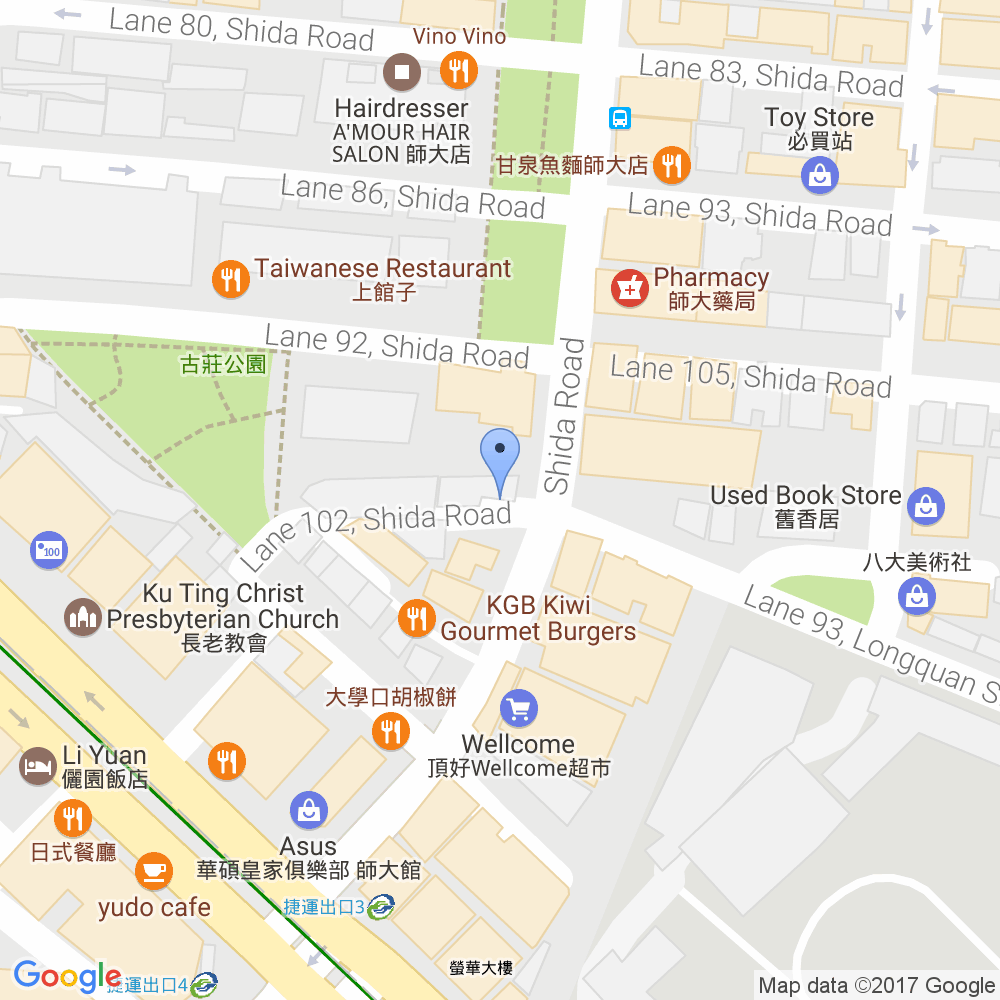 Lane 80, Shida Road
Vino Vino
Lane 83, Shida Road
Hairdresser
A'MOUR HAIR
SALON 師大店
Toy Store
必買站
甘泉魚麵師大店
Lane 86, Shida Road
Lane 93, Shida Road
Taiwanese Restaurant
上館子
Pharmacy
師大藥局
Lane 92, Shida Road
古莊公園
Lane 105, Shida Road
Shida Road
Used Book Store
舊香居
Lane 102, Shida Road
100
八大美術社
Ku Ting Christ
Presbyterian Church
長老教會
KGB Kiwi
Gourmet Burgers
Lane 93, Longquan S
大學口胡椒餅
Wellcome
頂好Wellcome超市
Li Yuan
儷園飯店
Asus
華碩皇家俱樂部 師大館
日式餐廳
yudo cafe
捷運出口3
螢華大樓
Google
捷運出口4
Map data ©2017 Google